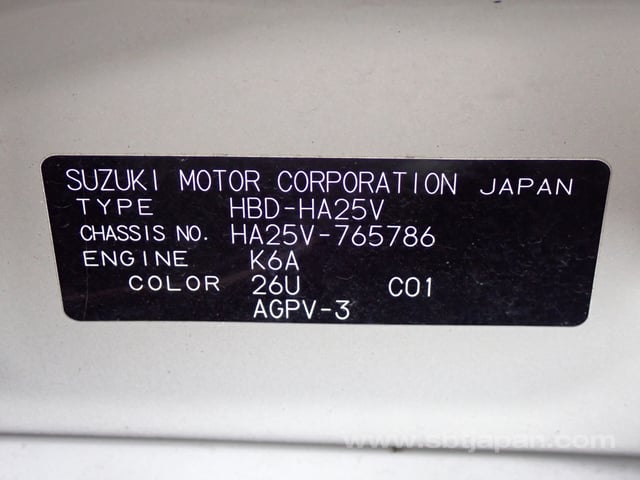 SUZUKI MOTOR CORPORATION JAPAN
TYPE HBD-HA25V
CHASSIS NO. HA25V-765786
ENGINE K6A
COLOR 26U C01
AGPV-3
www.sbtjapan.com